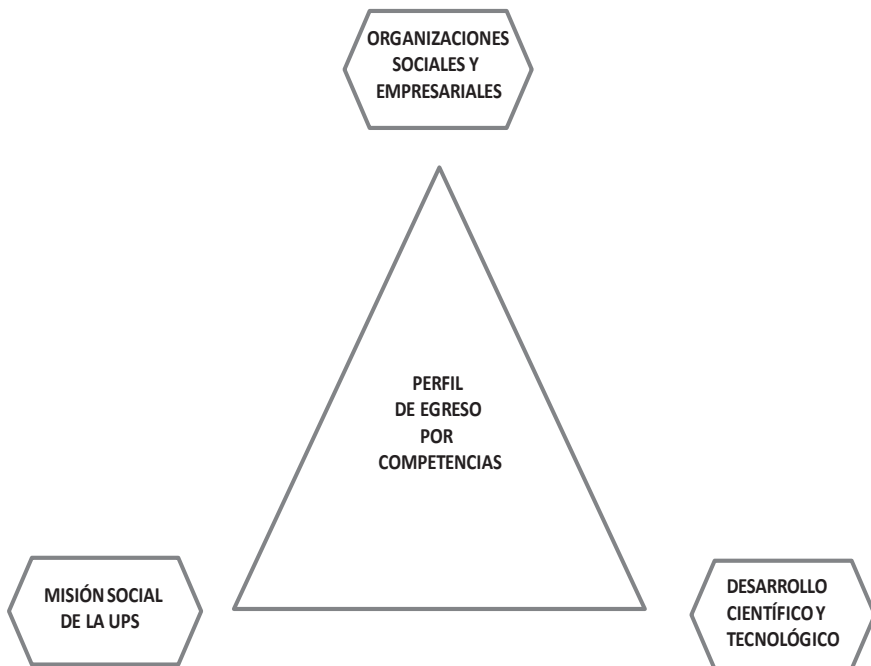 ORGANIZACIONES
SOCIALES Y
EMPRESARIALES
PERFIL
DE EGRESO
POR
COMPETENCIAS
MISIÓN SOCIAL
DE LA UPS
DESARROLLO
CIENTÍFICO Y
TECNOLÓGICO